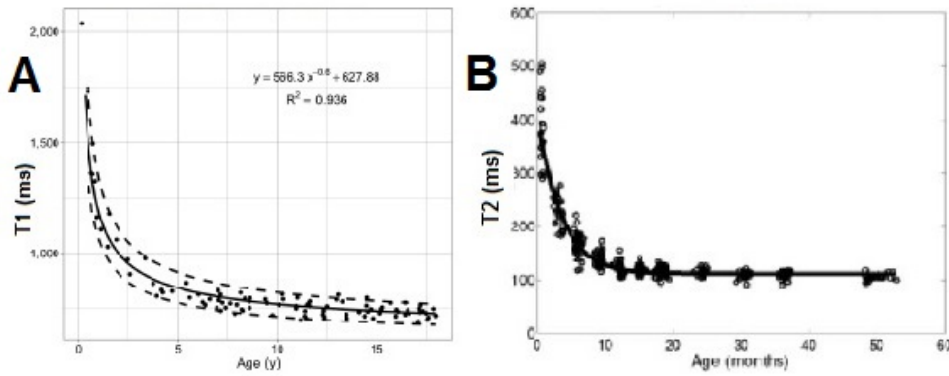 A
2,000
1,500
1,000
T1 (ms)
y = 596.3 x^-0.6 + 627.88
R² = 0.936
0 5 10 15
Age (y)
B
600
500
400
300
200
100
0
T2 (ms)
0 10 20 30 40 50 60
Age (months)